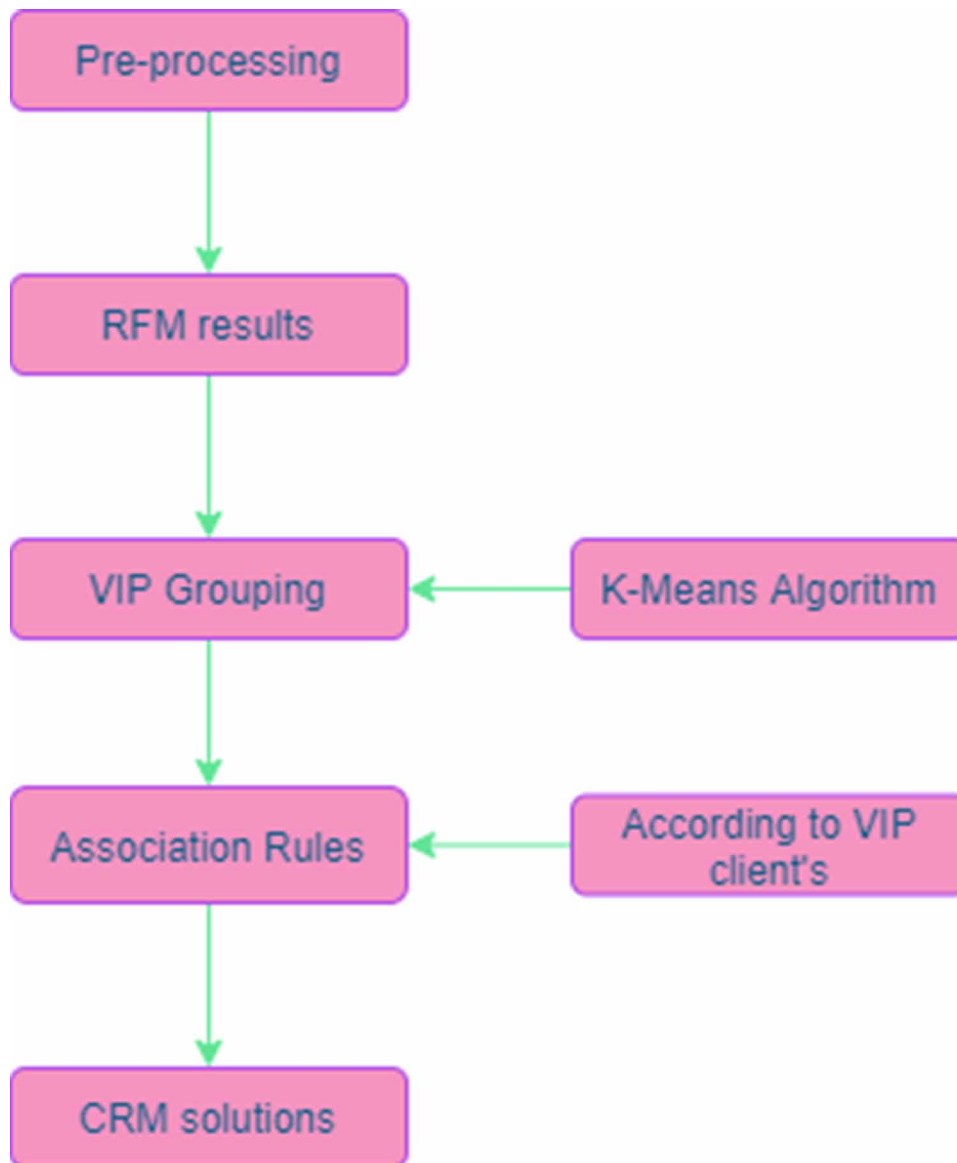 Pre-processing
RFM results
VIP Grouping
K-Means Algorithm
Association Rules
According to VIP
client's
CRM solutions